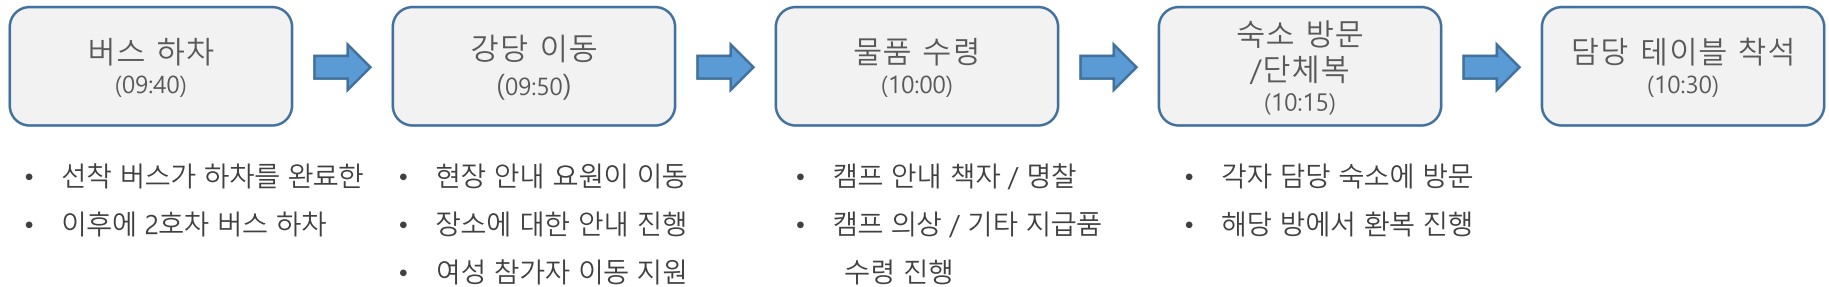 버스 하차
(09:40)
강당 이동
(09:50)
물품 수령
(10:00)
숙소 방문
/단체복
(10:15)
담당 테이블 착석
(10:30)
• 선착 버스가 하차를 완료한
• 이후에 2호차 버스 하차
• 현장 안내 요원이 이동
• 장소에 대한 안내 진행
• 여성 참가자 이동 지원
• 캠프 안내 책자 / 명찰
• 캠프 의상 / 기타 지급품
수령 진행
• 각자 담당 숙소에 방문
• 해당 방에서 환복 진행